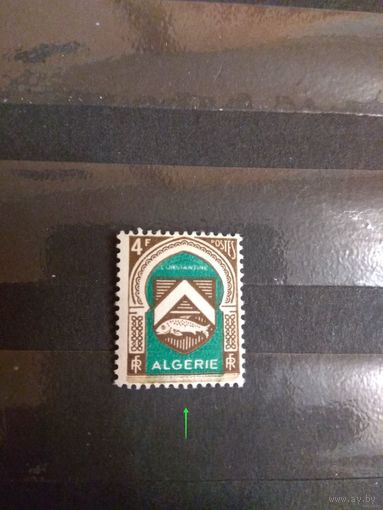 4F POSTES
CONSTANTINE
RF ALGERIE RF
© www.ay.by